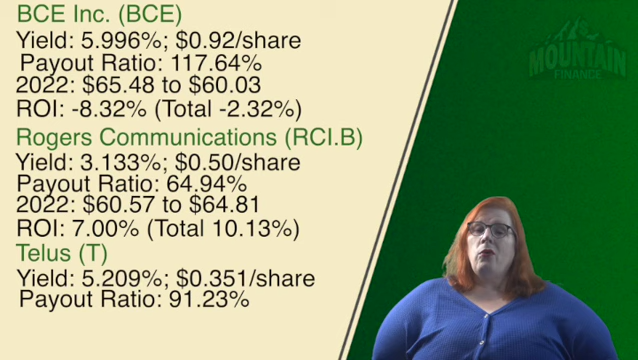 BCE Inc. (BCE)
Yield: 5.996%; $0.92/share
Payout Ratio: 117.64%
2022: $65.48 to $60.03
ROI: -8.32% (Total -2.32%)
Rogers Communications (RCI.B)
Yield: 3.133%; $0.50/share
Payout Ratio: 64.94%
2022: $60.57 to $64.81
ROI: 7.00% (Total 10.13%)
Telus (T)
Yield: 5.209%; $0.351/share
Payout Ratio: 91.23%
MOUNTAIN
FINANCE